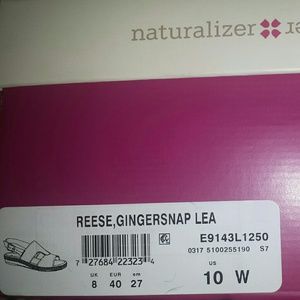 naturalizer
er
REESE,GINGERSNAP LEA
E9143L1250
0317 5100255190 S7
7 27684 22323 4
UK EUR cm US
8 40 27 10 W